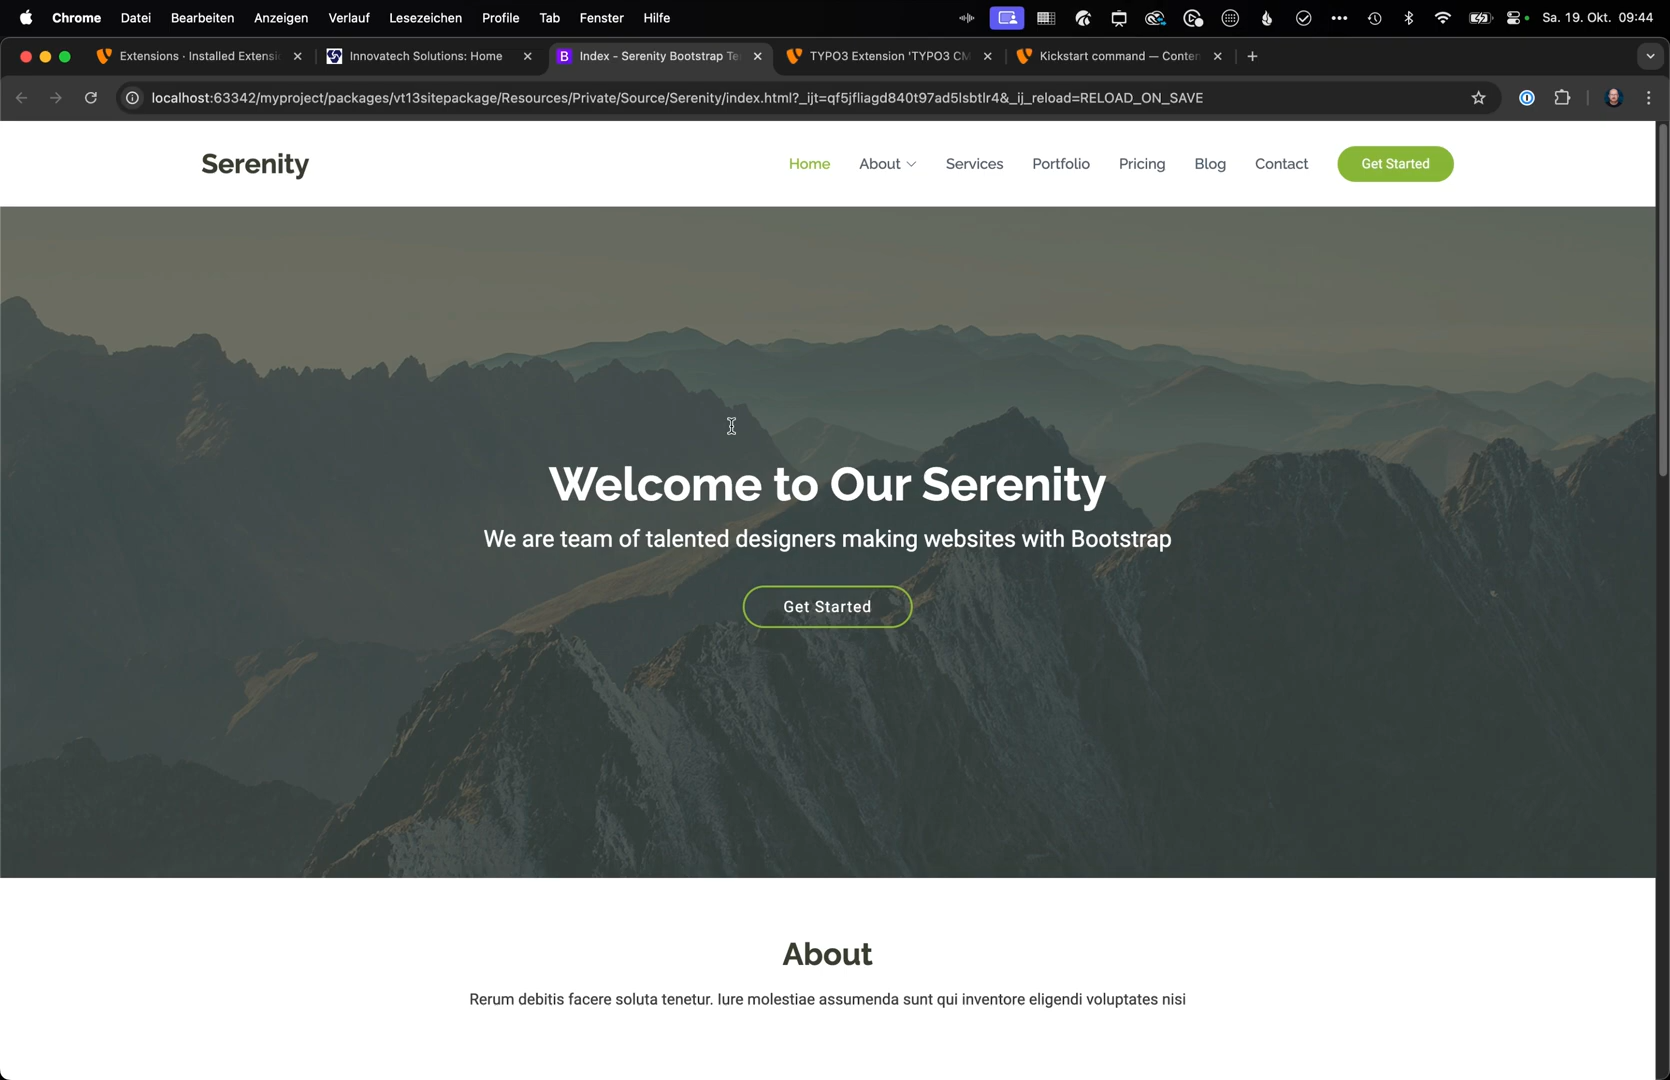 Chrome Datei Bearbeiten Anzeigen Verlauf Lesezeichen Profile Tab Fenster Hilfe Sa. 19. Okt. 09:44
Extensions · Installed Extensi Innovatech Solutions: Home B Index - Serenity Bootstrap Te TYPO3 Extension 'TYPO3 CM Kickstart command — Conten
localhost:63342/myproject/packages/vt13sitepackage/Resources/Private/Source/Serenity/index.html?_ijt=qf5jfliagd840t97ad5lsbtlr4&_ij_reload=RELOAD_ON_SAVE
Serenity Home About Services Portfolio Pricing Blog Contact Get Started
Welcome to Our Serenity
We are team of talented designers making websites with Bootstrap
Get Started
About
Rerum debitis facere soluta tenetur. Iure molestiae assumenda sunt qui inventore eligendi voluptates nisi